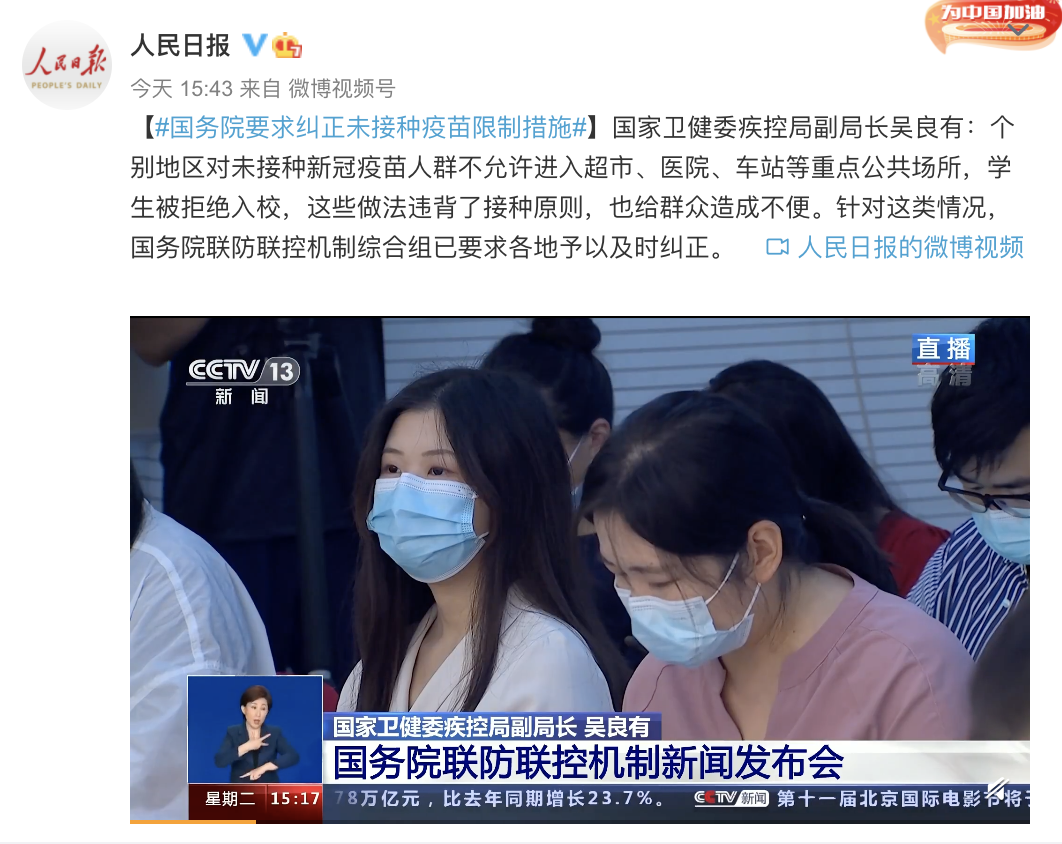 为中国加油
人民日报
人民日报
PEOPLE'S DAILY
今天 15:43 来自 微博视频号
【#国务院要求纠正未接种疫苗限制措施#】国家卫健委疾控局副局长吴良有：个
别地区对未接种新冠疫苗人群不允许进入超市、医院、车站等重点公共场所，学
生被拒绝入校，这些做法违背了接种原则，也给群众造成不便。针对这类情况，
国务院联防联控机制综合组已要求各地予以及时纠正。 人民日报的微博视频
CCTV 13
新闻
直播
高清
国家卫健委疾控局副局长 吴良有
国务院联防联控机制新闻发布会
星期二 15:17 78万亿元，比去年同期增长23.7%。 CCTV 新闻 第十一届北京国际电影节将于